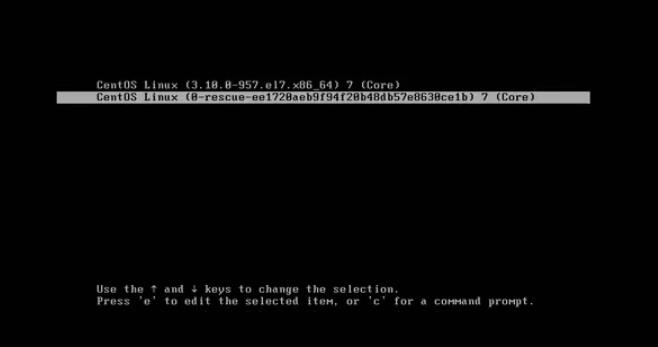 CentOS Linux (3.10.0-957.el7.x86_64) 7 (Core)
CentOS Linux (0-rescue-ee1720aeb9f94f20b48db57e8630ce1b) 7 (Core)
Use the ↑ and ↓ keys to change the selection.
Press 'e' to edit the selected item, or 'c' for a command prompt.